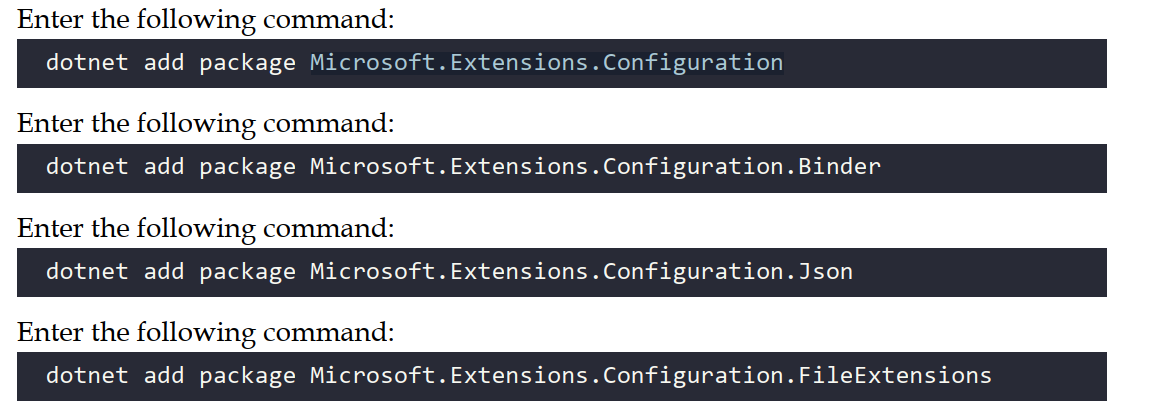 Enter the following command:
dotnet add package Microsoft.Extensions.Configuration
Enter the following command:
dotnet add package Microsoft.Extensions.Configuration.Binder
Enter the following command:
dotnet add package Microsoft.Extensions.Configuration.Json
Enter the following command:
dotnet add package Microsoft.Extensions.Configuration.FileExtensions